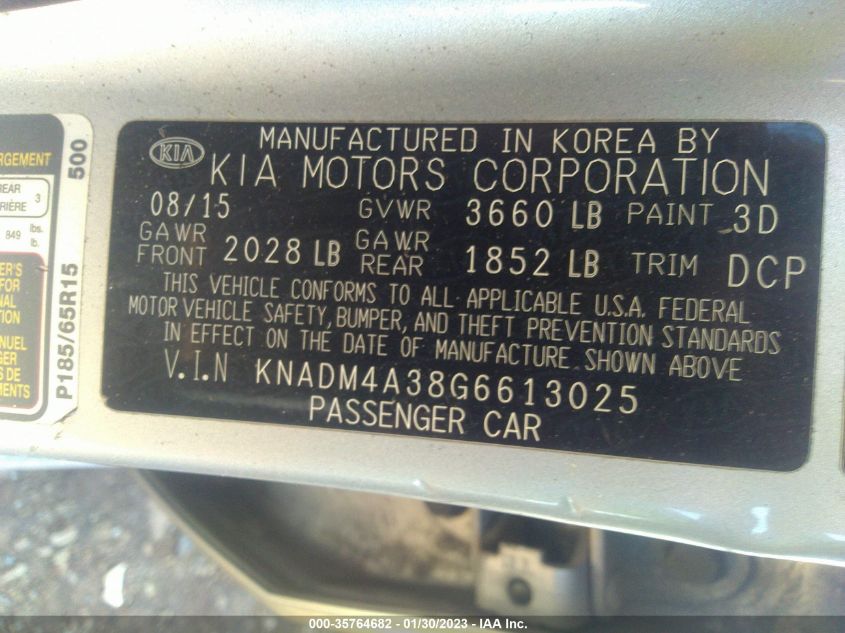 MANUFACTURED IN KOREA BY
KIA KIA MOTORS CORPORATION
08/15 GVWR 3660 LB PAINT 3D
GAWR FRONT 2028 LB GAWR REAR 1852 LB TRIM DCP
THIS VEHICLE CONFORMS TO ALL APPLICABLE U.S.A. FEDERAL
MOTOR VEHICLE SAFETY, BUMPER, AND THEFT PREVENTION STANDARDS
IN EFFECT ON THE DATE OF MANUFACTURE SHOWN ABOVE
V.I.N KNADM4A38G6613025
PASSENGER CAR
REAR 3
849 lbs.
lb.
500
P185/65R15
000-35764682 - 01/30/2023 - IAA Inc.